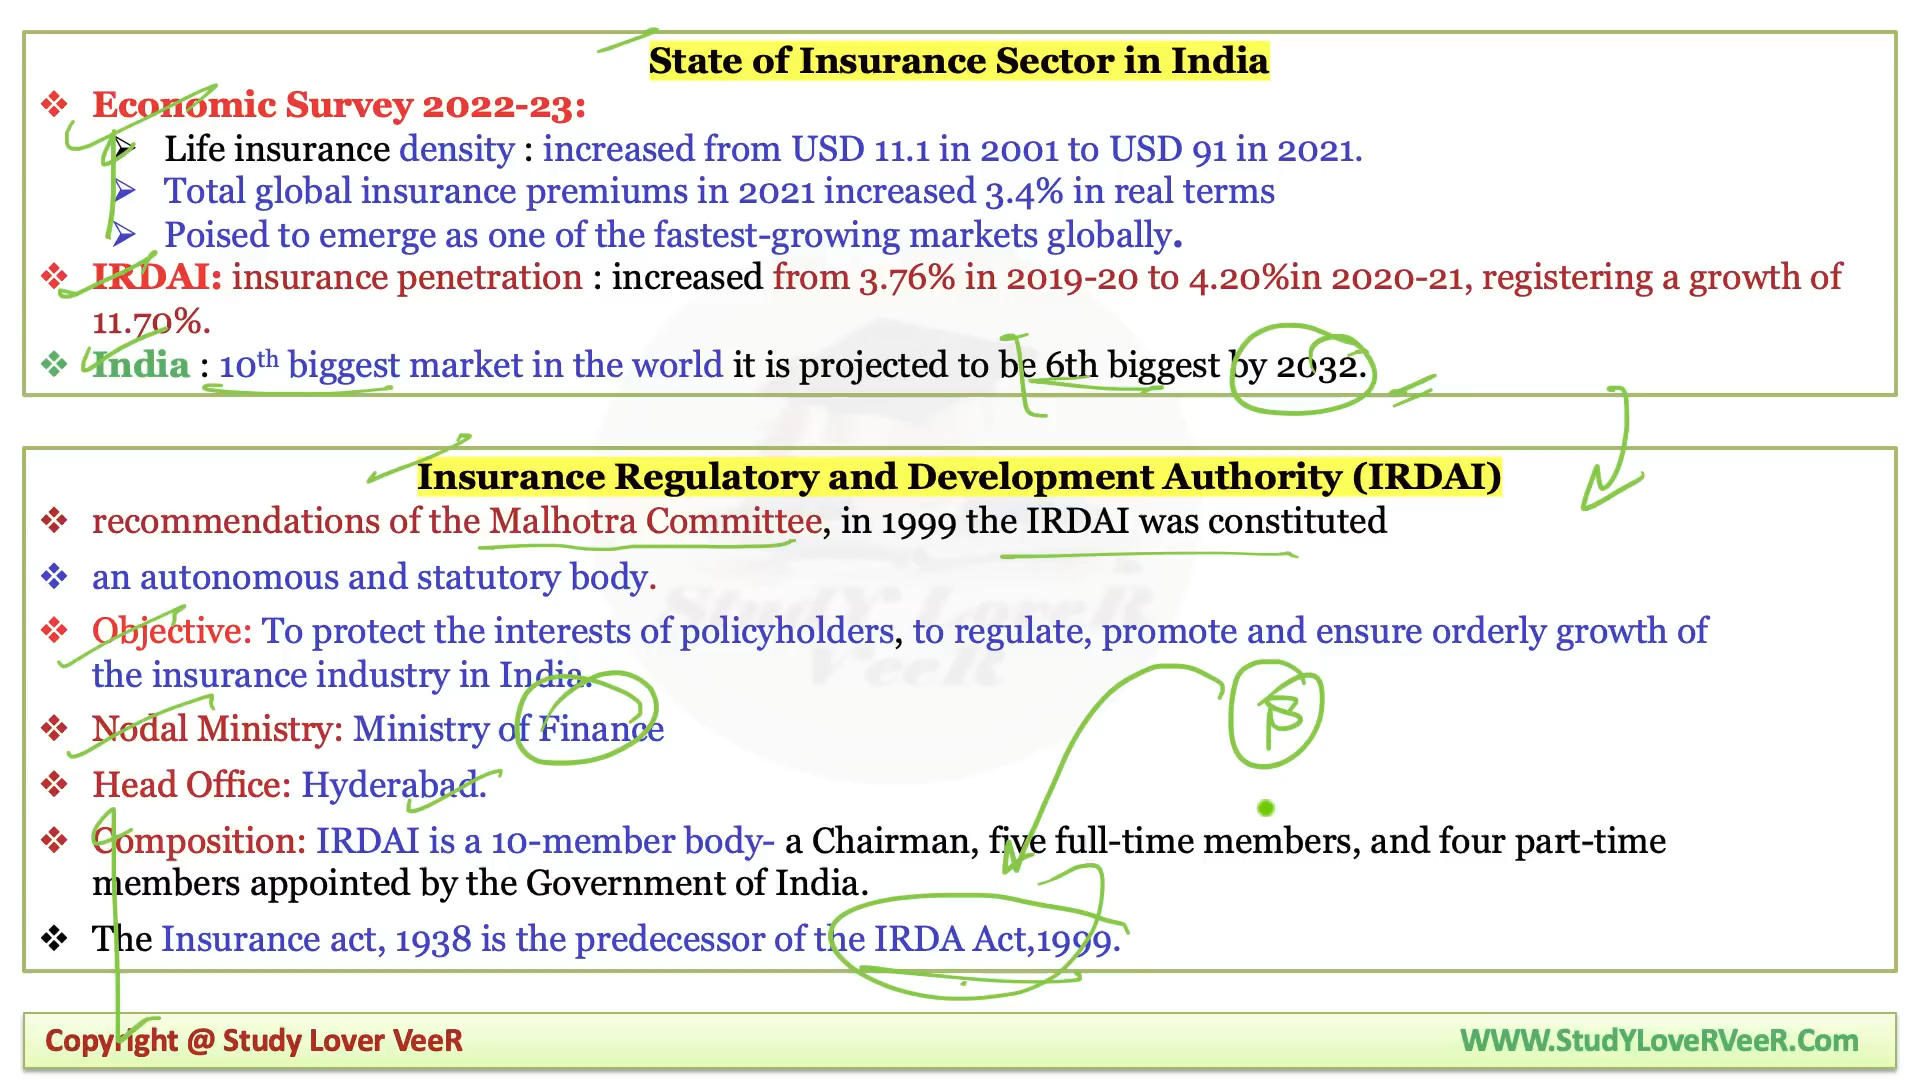 State of Insurance Sector in India
❖ Economic Survey 2022-23:
➢ Life insurance density : increased from USD 11.1 in 2001 to USD 91 in 2021.
➢ Total global insurance premiums in 2021 increased 3.4% in real terms
➢ Poised to emerge as one of the fastest-growing markets globally.
❖ IRDAI: insurance penetration : increased from 3.76% in 2019-20 to 4.20%in 2020-21, registering a growth of
11.70%.
❖ India : 10th biggest market in the world it is projected to be 6th biggest by 2032.
Insurance Regulatory and Development Authority (IRDAI)
❖ recommendations of the Malhotra Committee, in 1999 the IRDAI was constituted
❖ an autonomous and statutory body.
❖ Objective: To protect the interests of policyholders, to regulate, promote and ensure orderly growth of
the insurance industry in India.
❖ Nodal Ministry: Ministry of Finance
❖ Head Office: Hyderabad.
❖ Composition: IRDAI is a 10-member body- a Chairman, five full-time members, and four part-time
members appointed by the Government of India.
❖ The Insurance act, 1938 is the predecessor of the IRDA Act,1999.
StudY LoveR
VeeR
Copyright @ Study Lover VeeR
WWW.StudYLoveRVeeR.Com